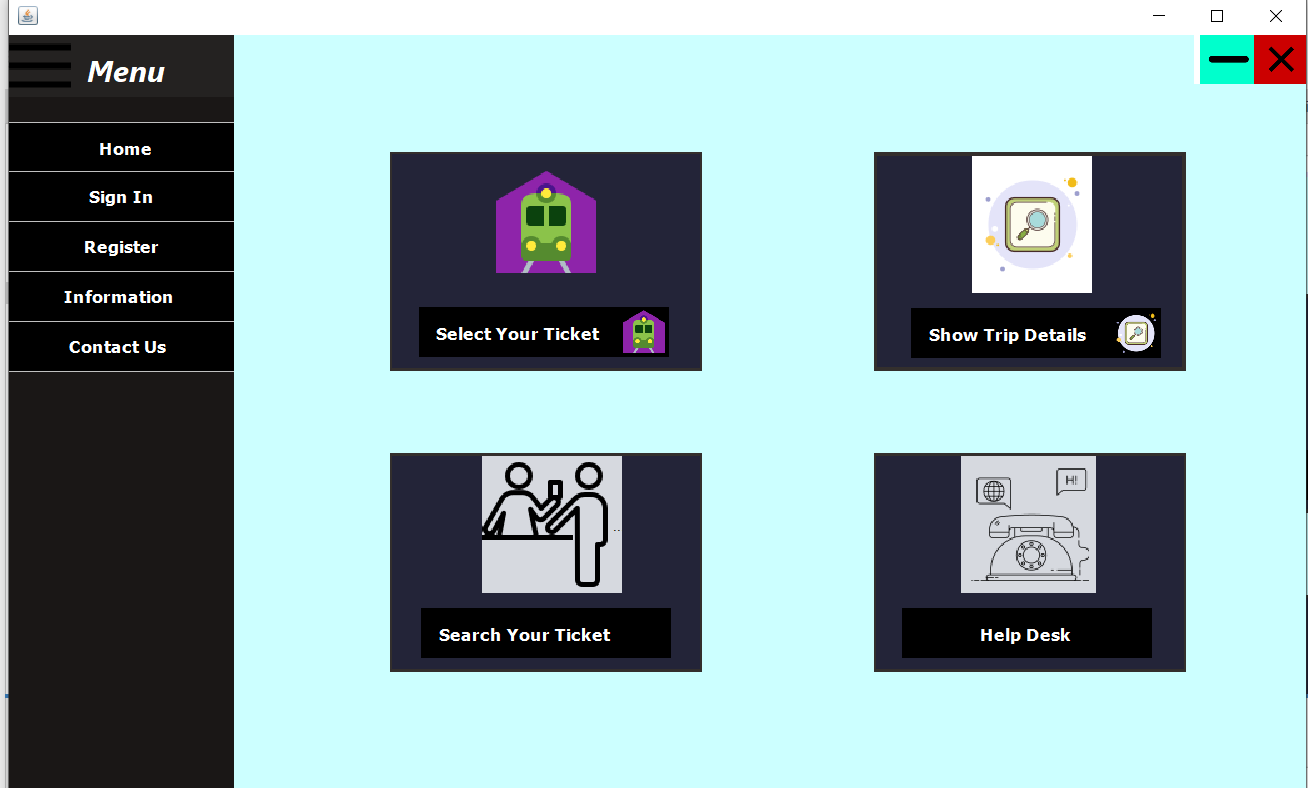 Menu
Home
Sign In
Register
Information
Contact Us
Select Your Ticket
Show Trip Details
HI!
Search Your Ticket
Help Desk